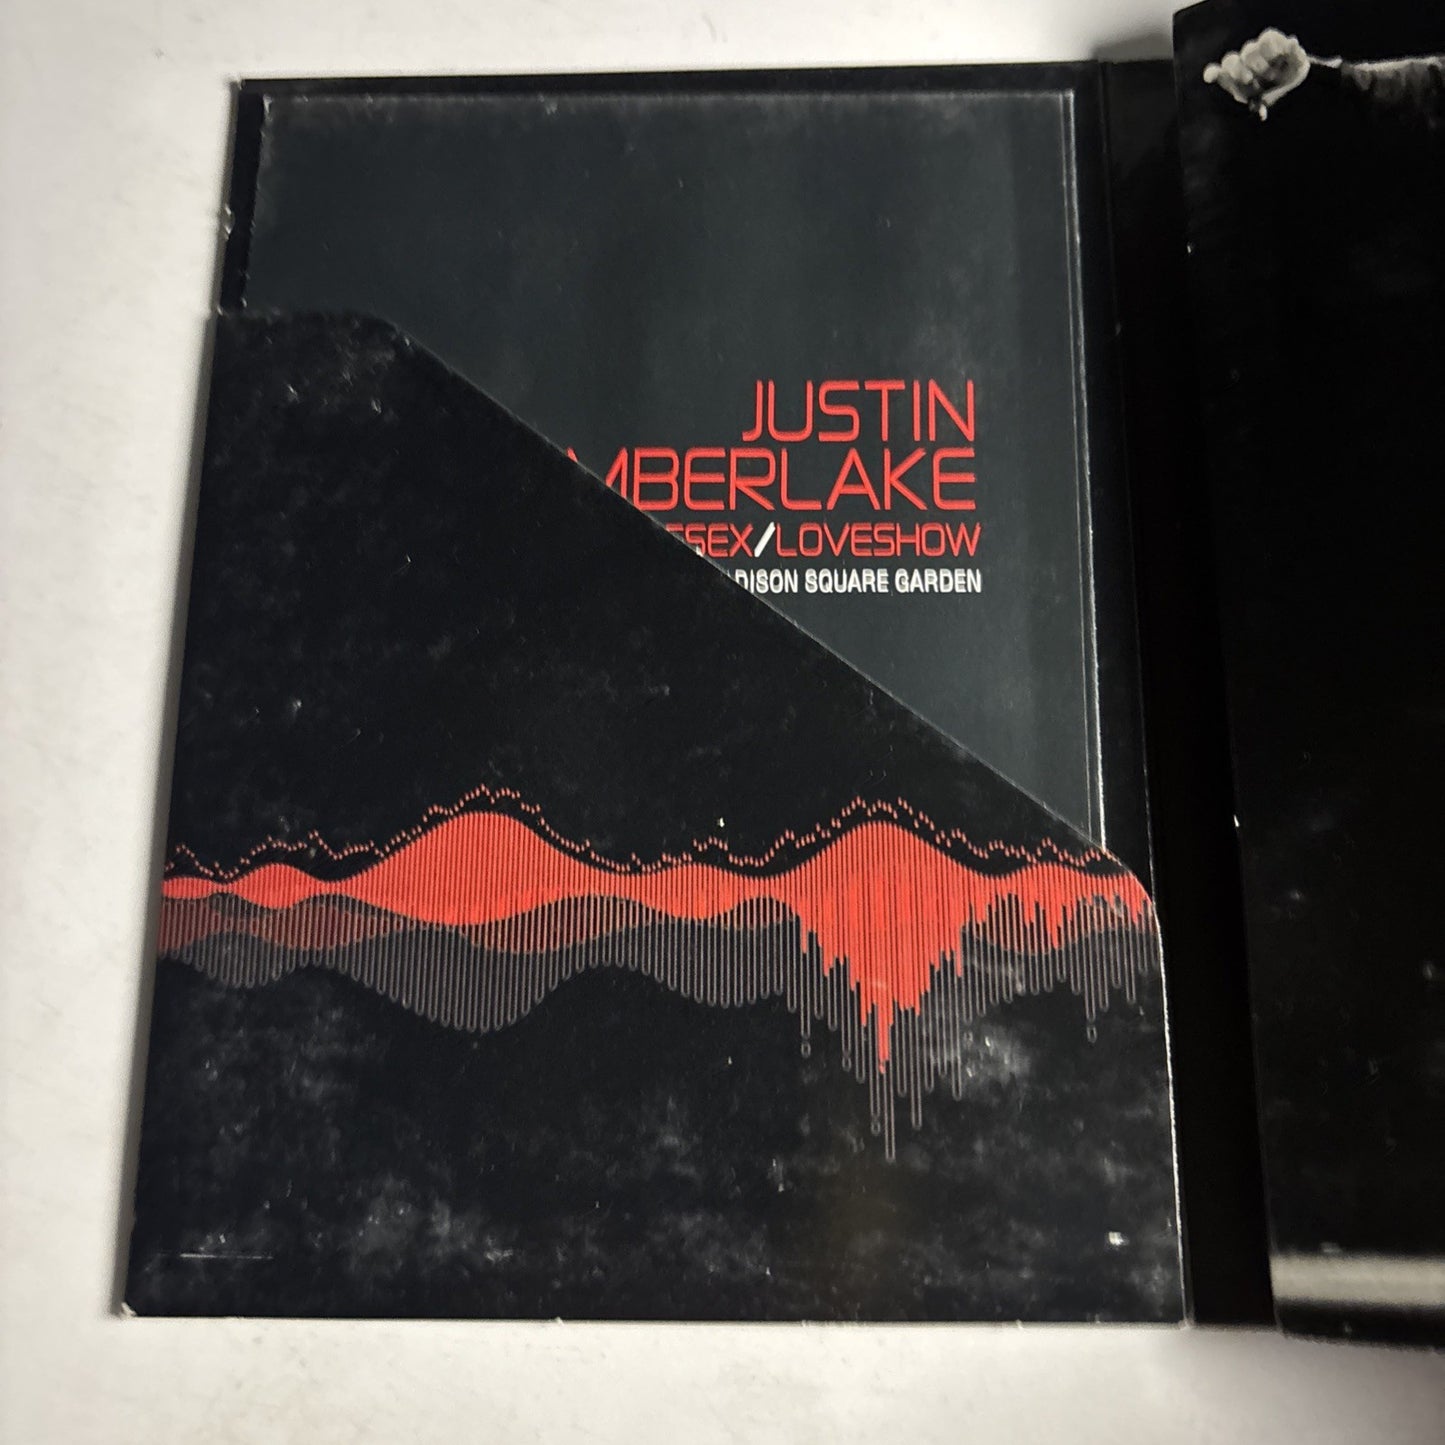 JUSTIN
MBERLAKE
SEX/LOVESHOW
DISON SQUARE GARDEN